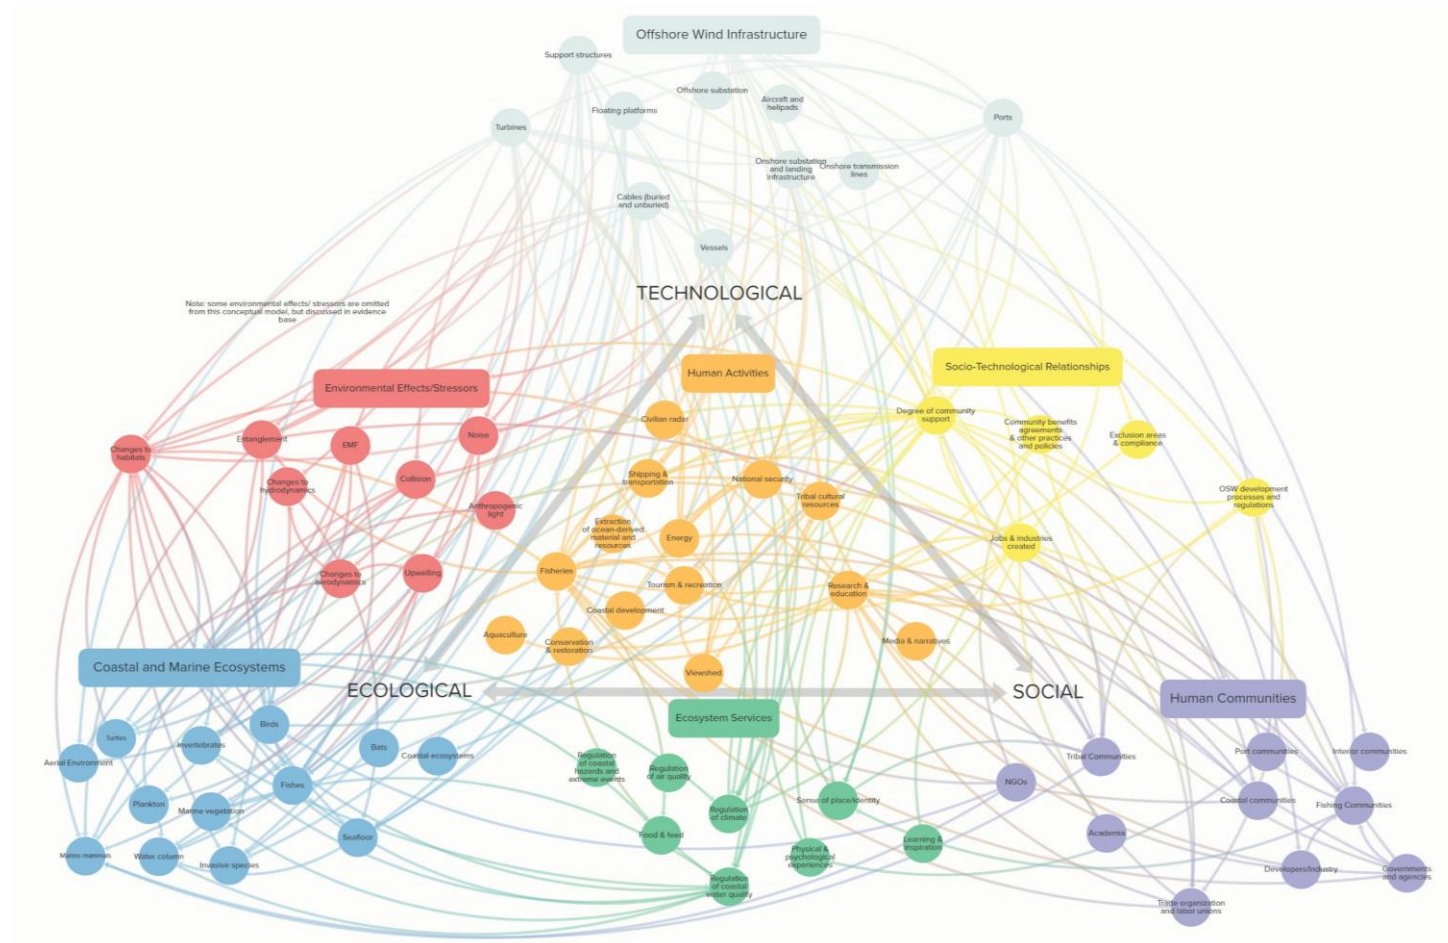 Offshore Wind Infrastructure
Support structures
Offshore substation
Aircraft and
helipads
Floating platforms
Turbines
Ports
Onshore substation
and landing
infrastructure
Onshore transmission
lines
Cables (buried
and unburied)
Vessels
TECHNOLOGICAL
Note: some environmental effects/ stressors are omitted
from this conceptual model, but discussed in evidence
base
Environmental Effects/Stressors
Changes to
habitats
Entanglement
EMF
Noise
Changes to
hydrodynamics
Collision
Anthropogenic
light
Changes to
aerodynamics
Upwelling
Human Activities
Civilian radar
Shipping &
transportation
National security
Tribal cultural
resources
Extraction
of ocean-derived
material and
resources
Energy
Fisheries
Tourism & recreation
Research &
education
Coastal development
Aquaculture
Conservation
& restoration
Media & narratives
Viewshed
Socio-Technological Relationships
Degree of community
support
Community benefits
agreements
& other practices
and policies
Exclusion areas
& compliance
OSW development
processes and
regulations
Jobs & industries
created
ECOLOGICAL
SOCIAL
Coastal and Marine Ecosystems
Turtles
Birds
Invertebrates
Bats
Coastal ecosystems
Aerial Environment
Fishes
Plankton
Marine vegetation
Seafloor
Marine mammals
Water column
Invasive species
Ecosystem Services
Regulation
of coastal
hazards and
extreme events
Regulation
of air quality
Sense of place/identity
Regulation
of climate
Food & feed
Physical &
psychological
experiences
Learning &
inspiration
Regulation
of coastal
water quality
Human Communities
Tribal Communities
Port communities
Interior communities
NGOs
Coastal communities
Fishing Communities
Academia
Developers/Industry
Governments
and agencies
Trade organization
and labor unions